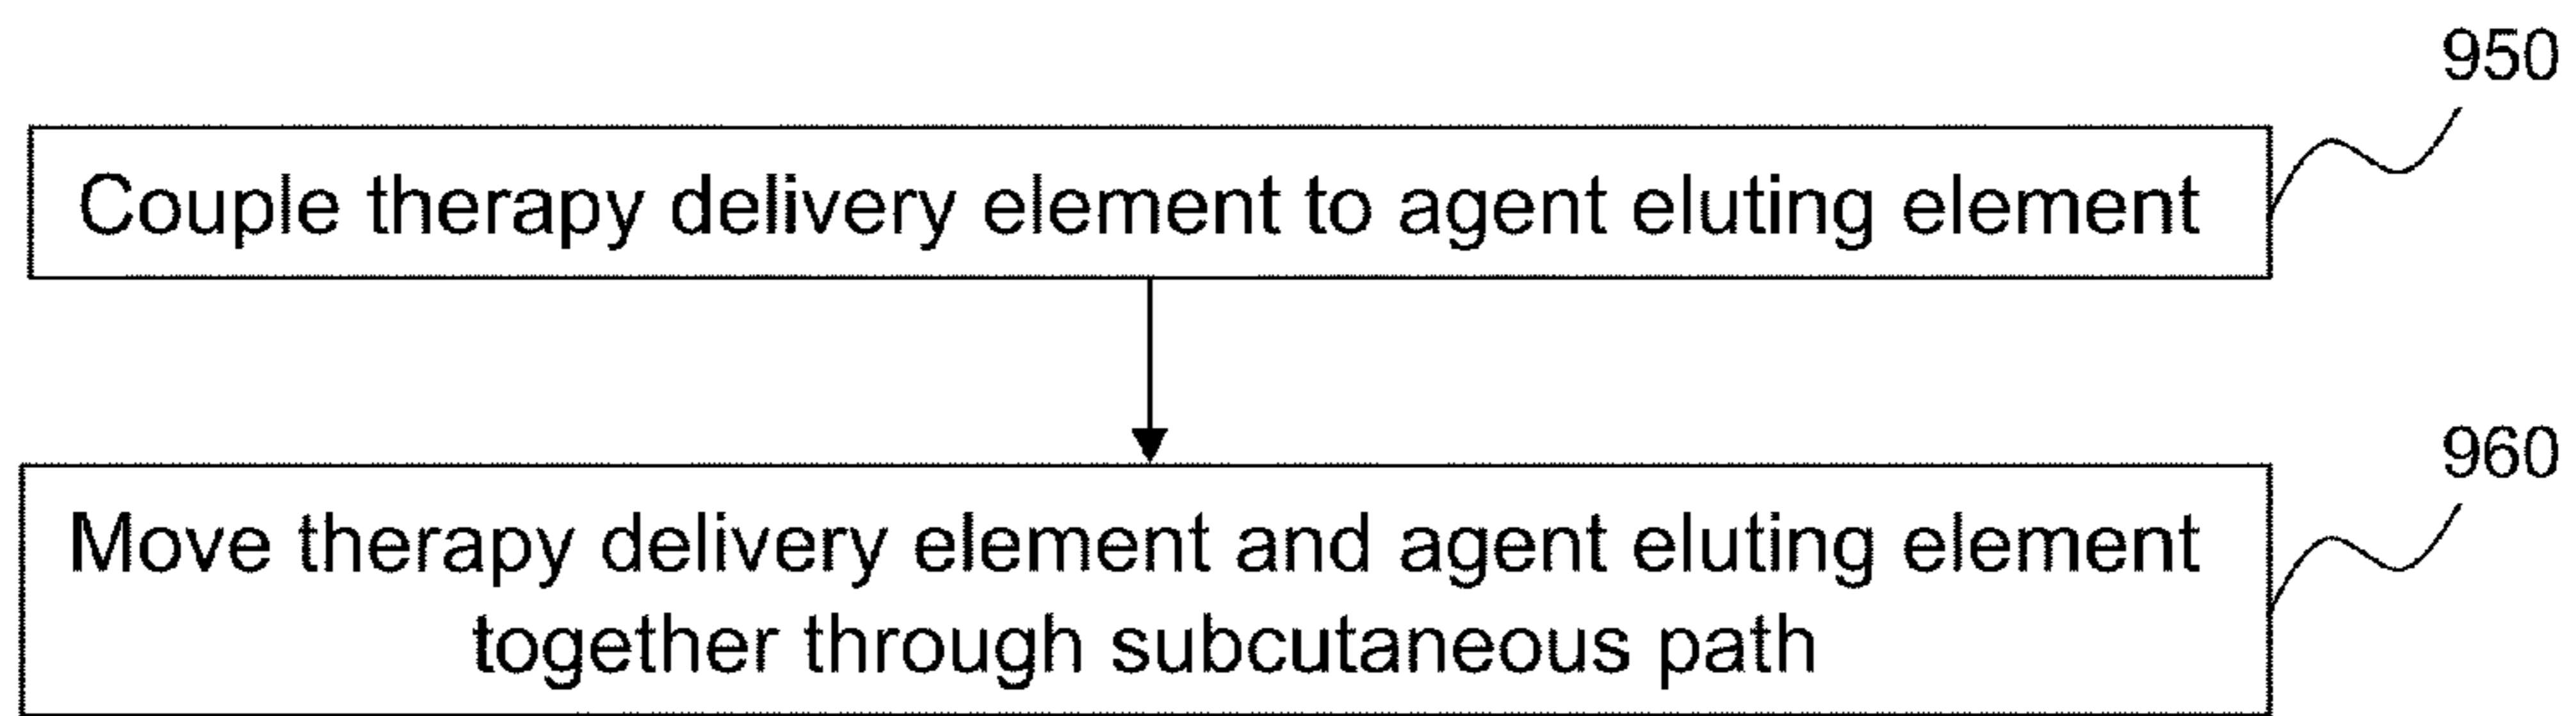 950
Couple therapy delivery element to agent eluting element
960
Move therapy delivery element and agent eluting element
together through subcutaneous path